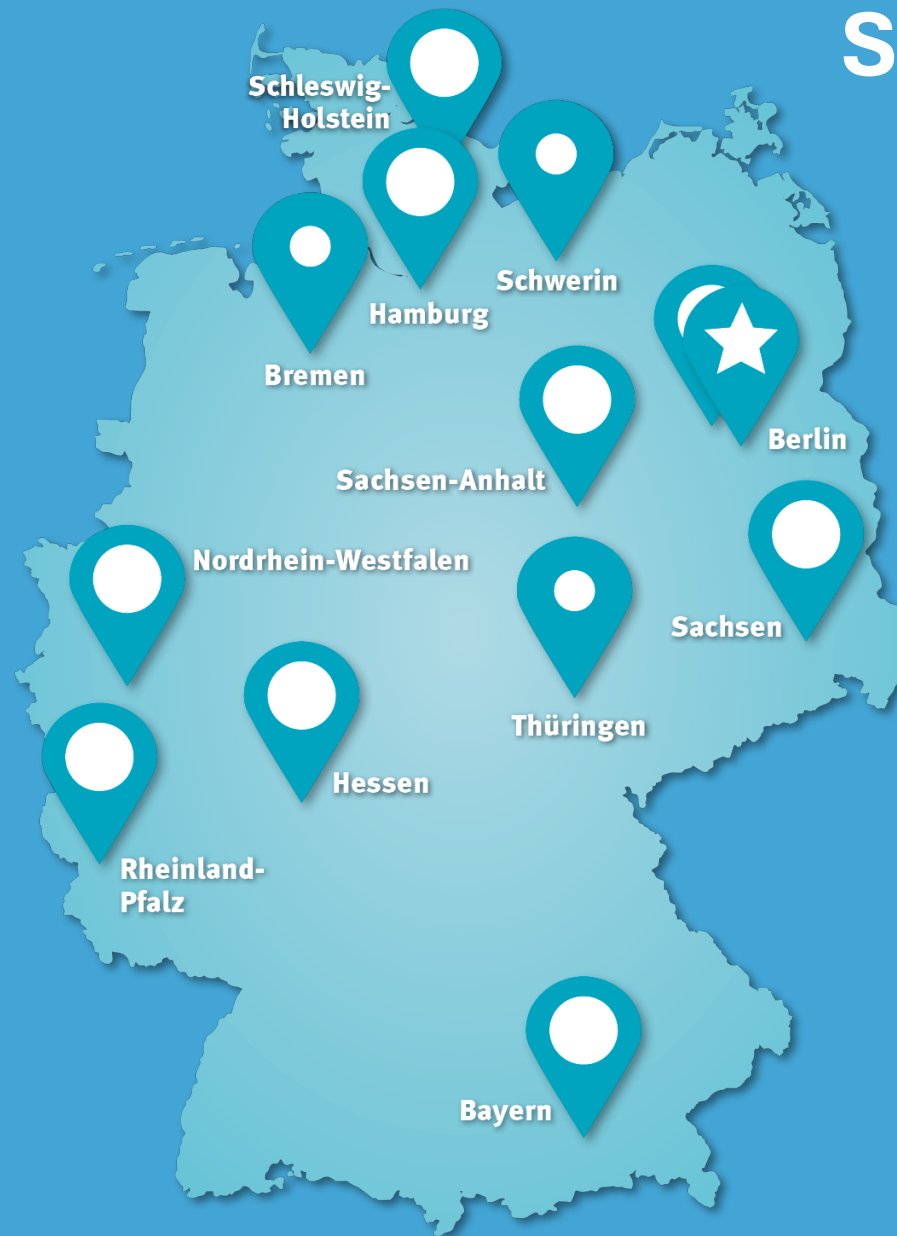 S
Schleswig-
Holstein
Schwerin
Hamburg
Bremen
Berlin
Sachsen-Anhalt
Nordrhein-Westfalen
Sachsen
Thüringen
Hessen
Rheinland-
Pfalz
Bayern